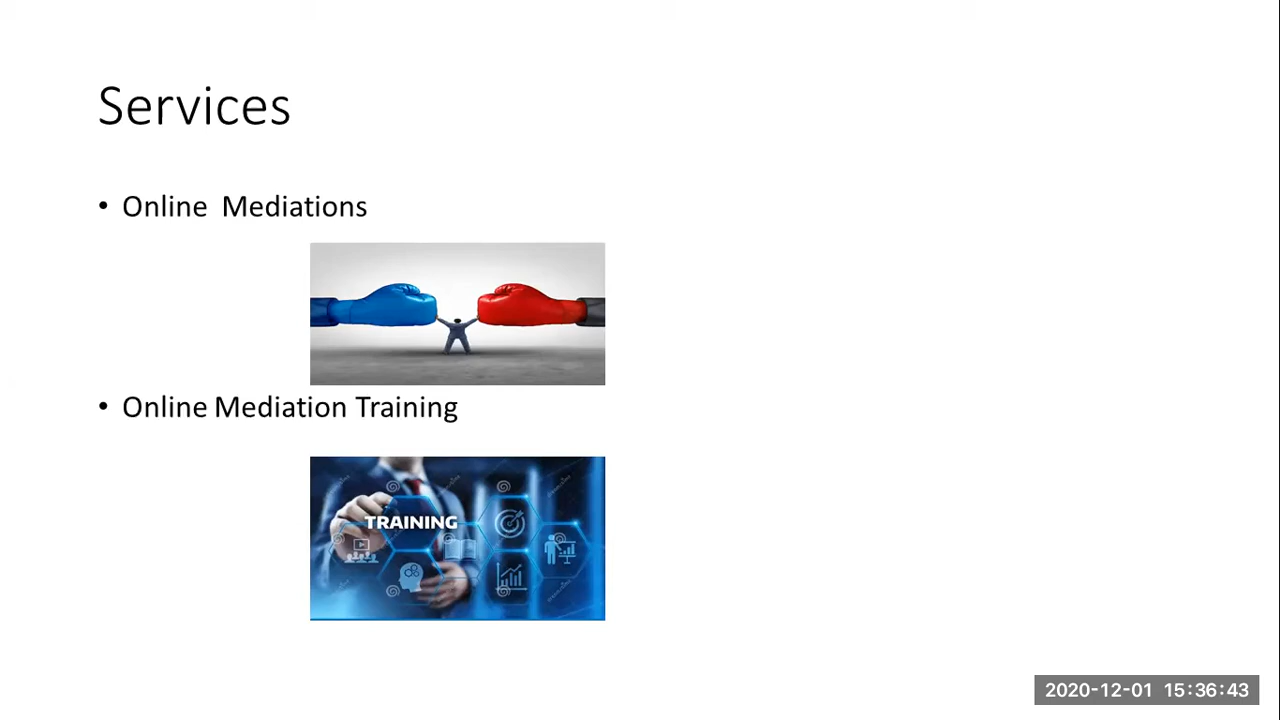 Services
• Online  Mediations
• Online Mediation Training
TRAINING
2020-12-01 15:36:43